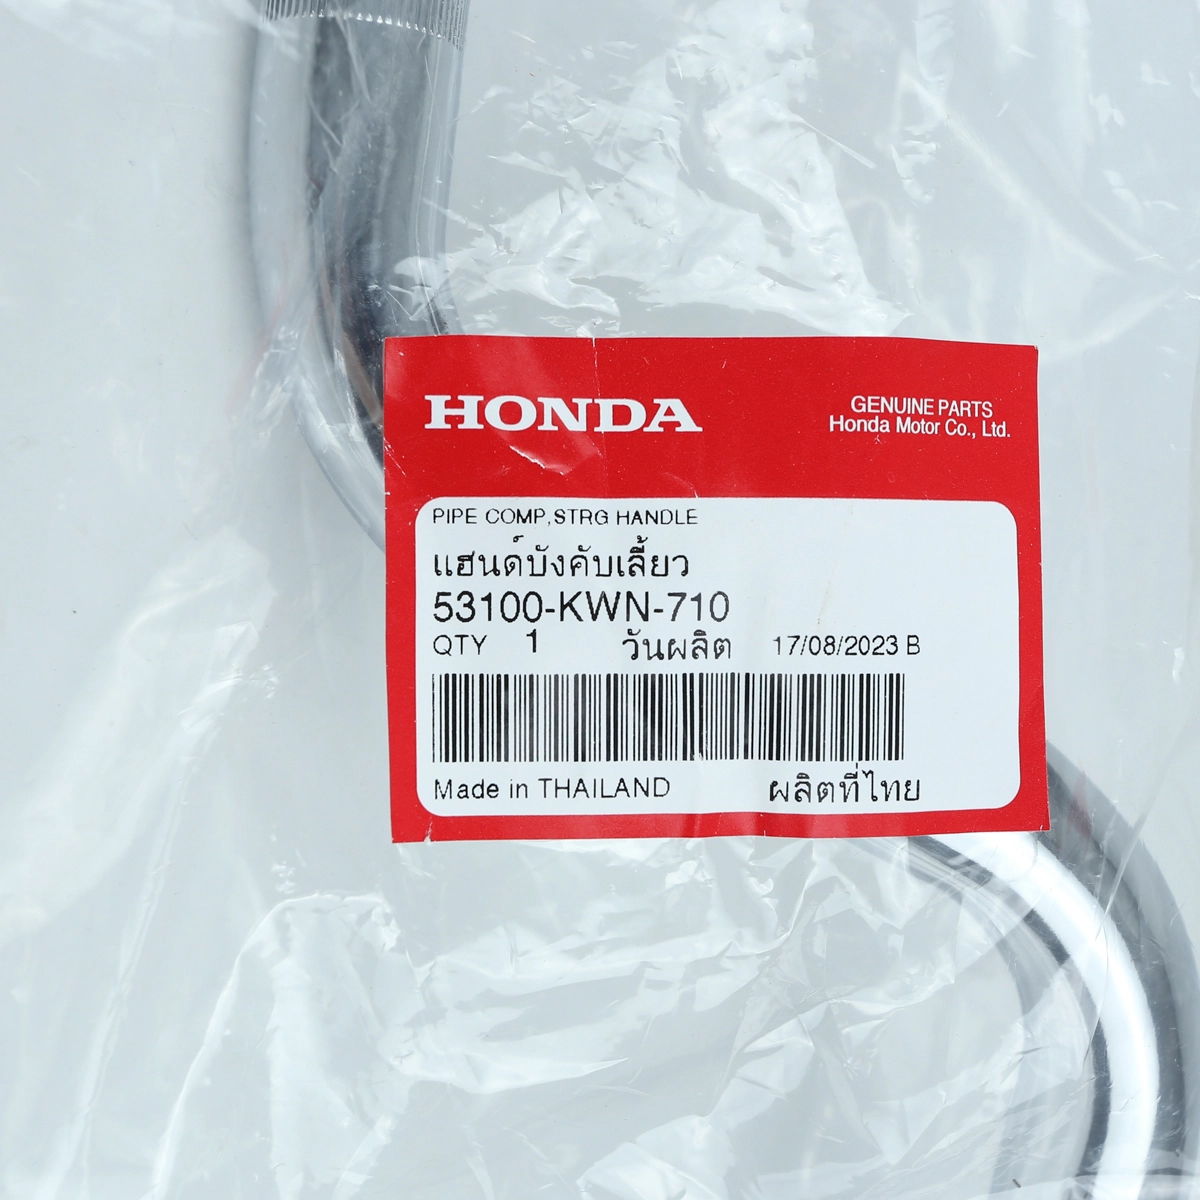 HONDA
GENUINE PARTS
Honda Motor Co., Ltd.
PIPE COMP,STRG HANDLE
แฮนด์บังคับเลี้ยว
53100-KWN-710
QTY 1 วันผลิต 17/08/2023 B
Made in THAILAND ผลิตที่ไทย